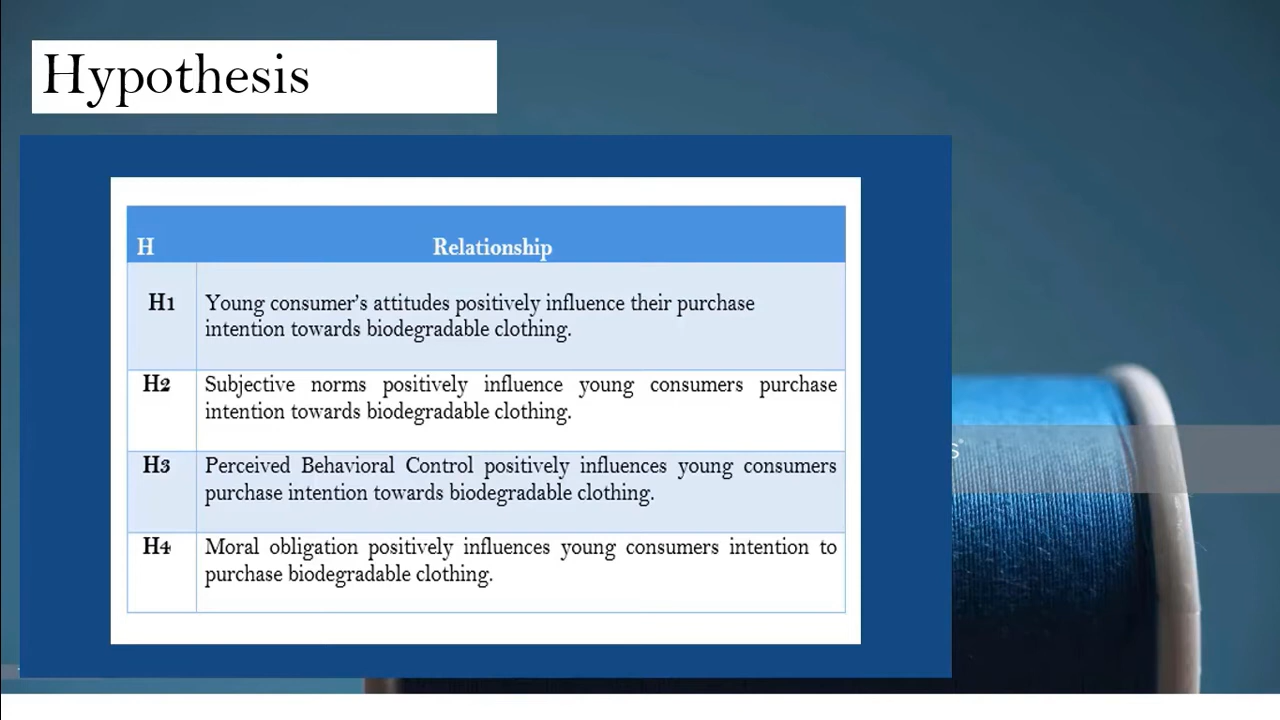 Hypothesis
H Relationship
H1 Young consumer's attitudes positively influence their purchase
intention towards biodegradable clothing.
H2 Subjective norms positively influence young consumers purchase
intention towards biodegradable clothing.
H3 Perceived Behavioral Control positively influences young consumers
purchase intention towards biodegradable clothing.
H4 Moral obligation positively influences young consumers intention to
purchase biodegradable clothing.